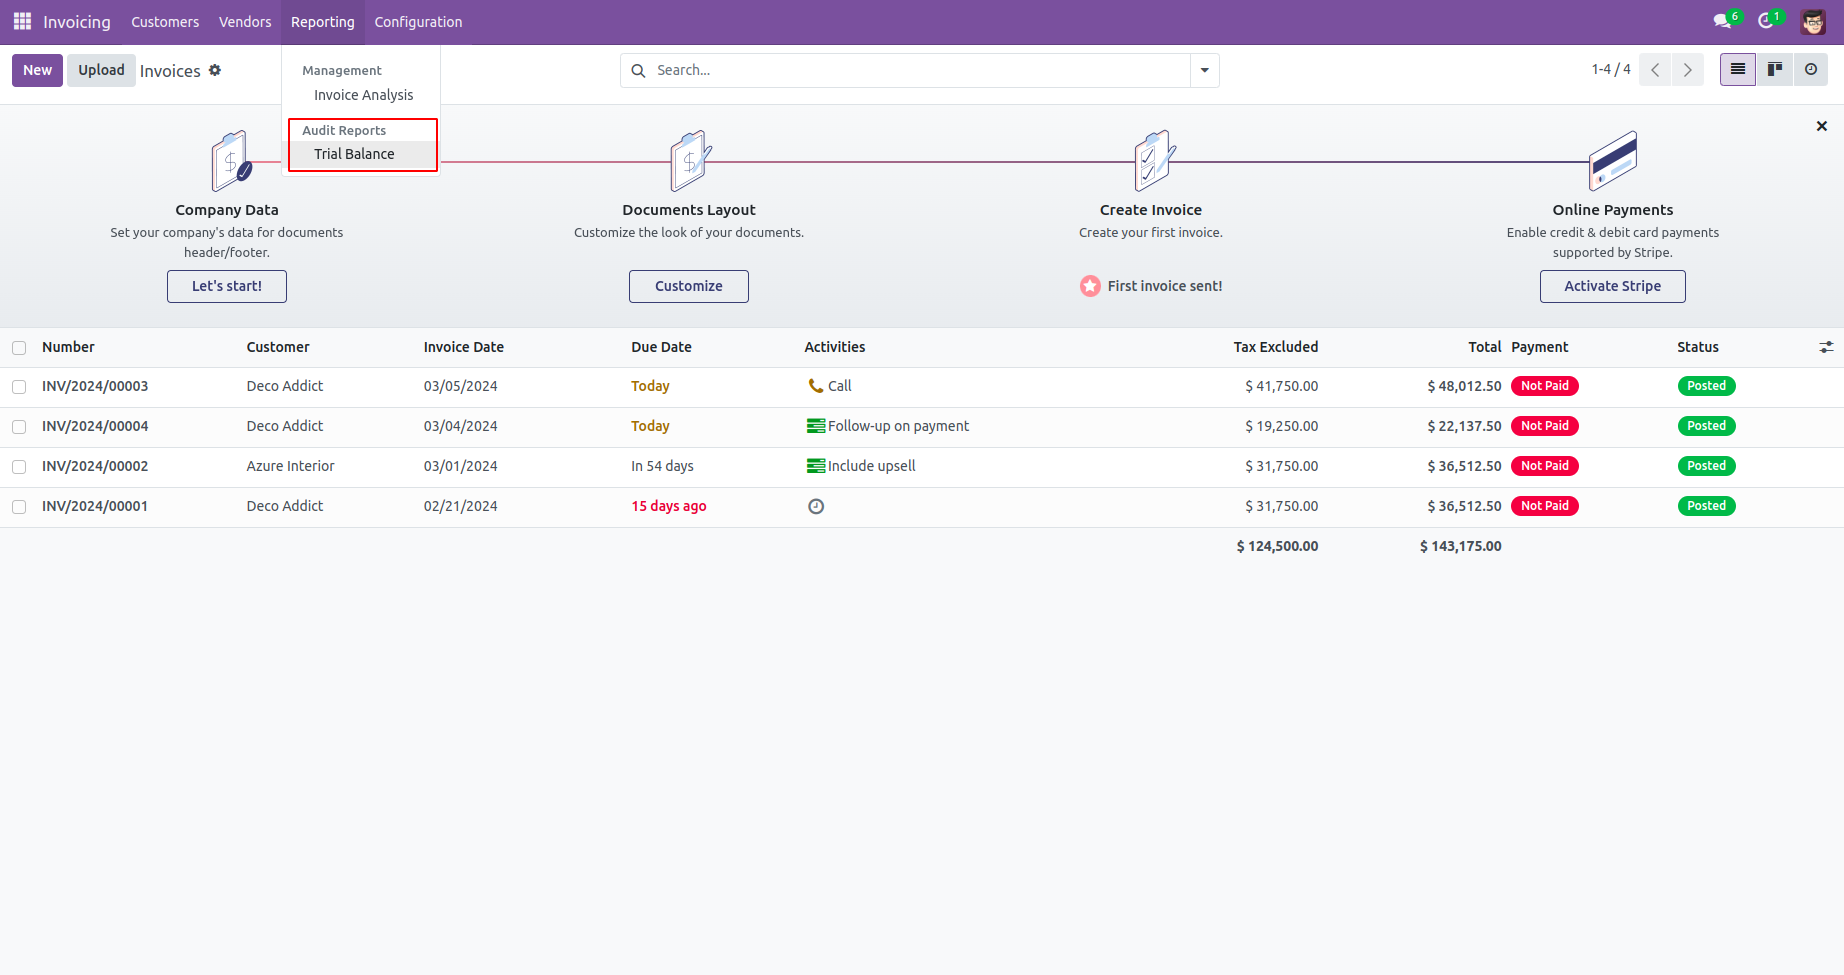 Invoicing Customers Vendors Reporting Configuration 6 1
New Upload Invoices Search... 1-4 / 4
Management
Invoice Analysis
Audit Reports
Trial Balance
Company Data
Set your company's data for documents
header/footer.
Let's start!
Documents Layout
Customize the look of your documents.
Customize
Create Invoice
Create your first invoice.
First invoice sent!
Online Payments
Enable credit & debit card payments
supported by Stripe.
Activate Stripe
Number Customer Invoice Date Due Date Activities Tax Excluded Total Payment Status
INV/2024/00003 Deco Addict 03/05/2024 Today Call $ 41,750.00 $ 48,012.50 Not Paid Posted
INV/2024/00004 Deco Addict 03/04/2024 Today Follow-up on payment $ 19,250.00 $ 22,137.50 Not Paid Posted
INV/2024/00002 Azure Interior 03/01/2024 In 54 days Include upsell $ 31,750.00 $ 36,512.50 Not Paid Posted
INV/2024/00001 Deco Addict 02/21/2024 15 days ago $ 31,750.00 $ 36,512.50 Not Paid Posted
$ 124,500.00 $ 143,175.00